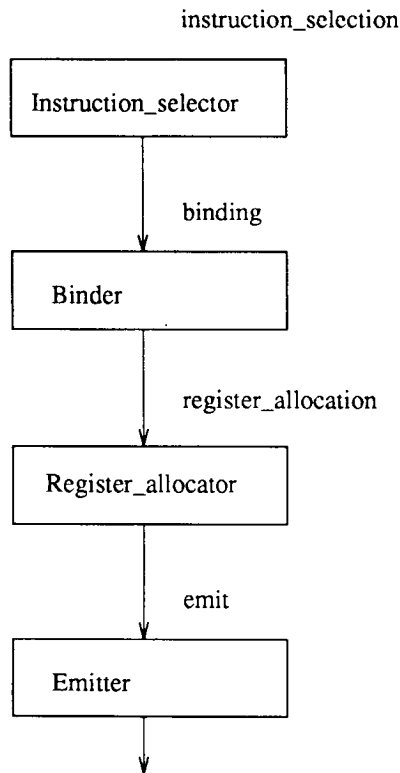 instruction_selection
Instruction_selector
binding
Binder
register_allocation
Register_allocator
emit
Emitter